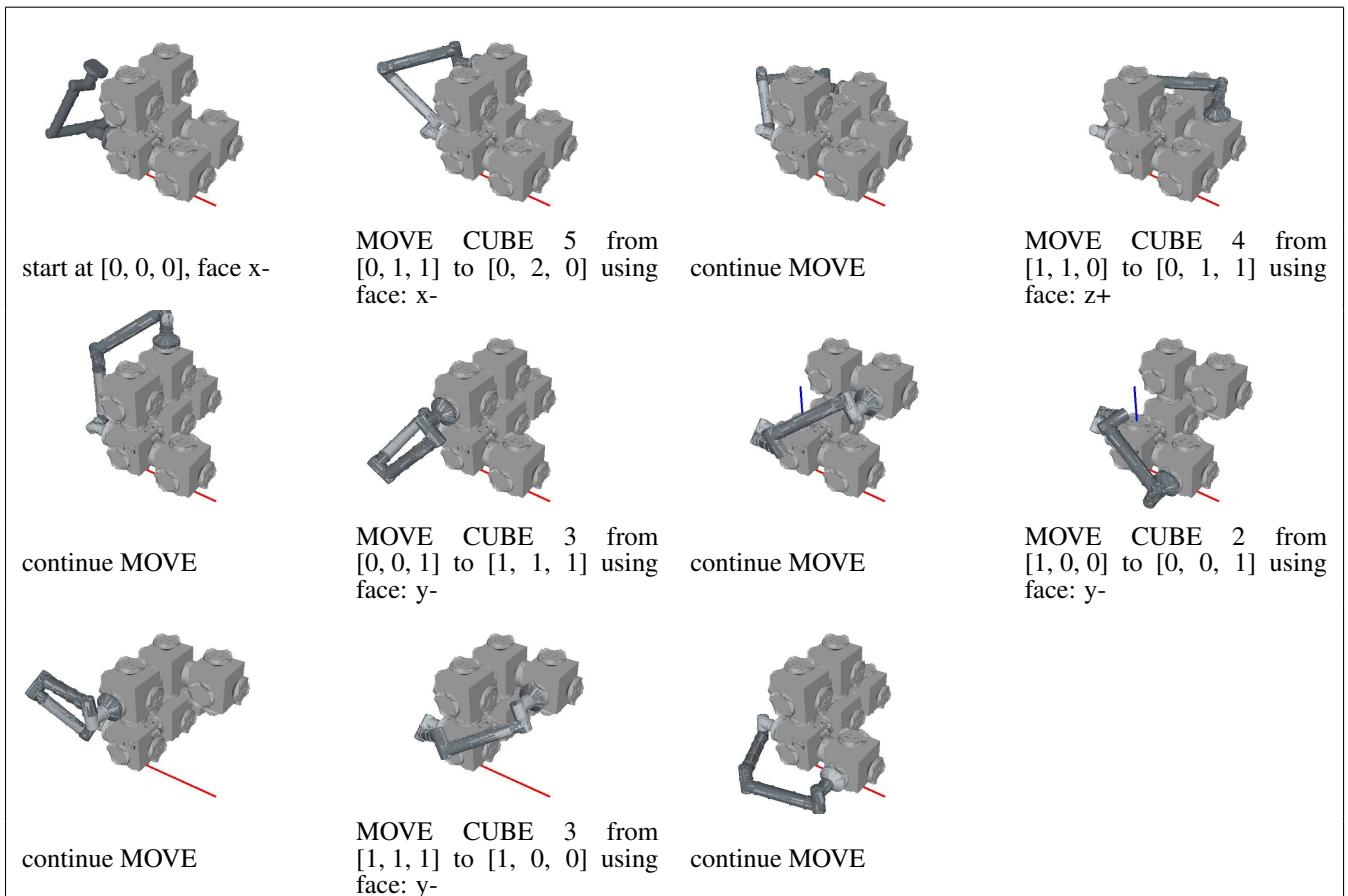 start at [0, 0, 0], face x-
MOVE CUBE 5 from
[0, 1, 1] to [0, 2, 0] using
face: x-
continue MOVE
MOVE CUBE 4 from
[1, 1, 0] to [0, 1, 1] using
face: z+
continue MOVE
MOVE CUBE 3 from
[0, 0, 1] to [1, 1, 1] using
face: y-
continue MOVE
MOVE CUBE 2 from
[1, 0, 0] to [0, 0, 1] using
face: y-
continue MOVE
MOVE CUBE 3 from
[1, 1, 1] to [1, 0, 0] using
face: y-
continue MOVE